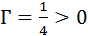 Γ = 1/4 > 0